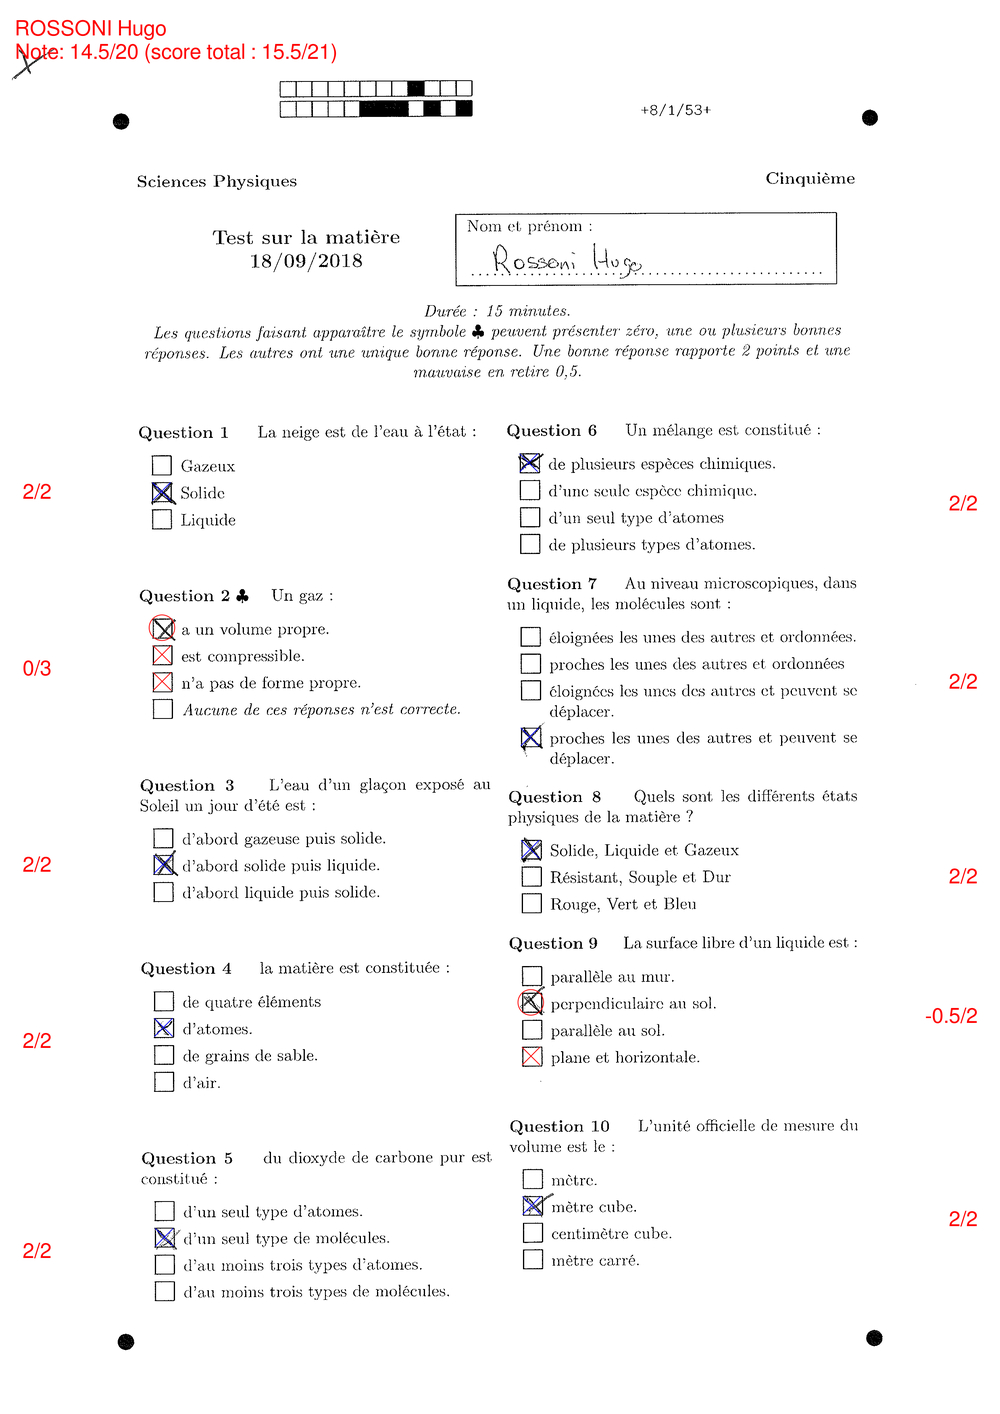 ROSSONI Hugo
Note: 14.5/20 (score total : 15.5/21)
+8/1/53+
Sciences Physiques
Cinquième
Test sur la matière
18/09/2018
Nom et prénom :
Rossoni Hugo
Durée : 15 minutes.
Les questions faisant apparaître le symbole ♣ peuvent présenter zéro, une ou plusieurs bonnes
réponses. Les autres ont une unique bonne réponse. Une bonne réponse rapporte 2 points et une
mauvaise en retire 0,5.
Question 1 La neige est de l'eau à l'état :
Gazeux
2/2
Solide
Liquide
Question 2 ♣ Un gaz :
a un volume propre.
est compressible.
0/3
n'a pas de forme propre.
Aucune de ces réponses n'est correcte.
Question 3 L'eau d'un glaçon exposé au
Soleil un jour d'été est :
d'abord gazeuse puis solide.
2/2
d'abord solide puis liquide.
d'abord liquide puis solide.
Question 4 la matière est constituée :
de quatre éléments
d'atomes.
2/2
de grains de sable.
d'air.
Question 5 du dioxyde de carbone pur est
constitué :
d'un seul type d'atomes.
d'un seul type de molécules.
2/2
d'au moins trois types d'atomes.
d'au moins trois types de molécules.
Question 6 Un mélange est constitué :
de plusieurs espèces chimiques.
d'une seule espèce chimique.
2/2
d'un seul type d'atomes
de plusieurs types d'atomes.
Question 7 Au niveau microscopiques, dans
un liquide, les molécules sont :
éloignées les unes des autres et ordonnées.
proches les unes des autres et ordonnées
2/2
éloignées les unes des autres et peuvent se
déplacer.
proches les unes des autres et peuvent se
déplacer.
Question 8 Quels sont les différents états
physiques de la matière ?
Solide, Liquide et Gazeux
2/2
Résistant, Souple et Dur
Rouge, Vert et Bleu
Question 9 La surface libre d'un liquide est :
parallèle au mur.
perpendiculaire au sol.
-0.5/2
parallèle au sol.
plane et horizontale.
Question 10 L'unité officielle de mesure du
volume est le :
mètre.
mètre cube.
2/2
centimètre cube.
mètre carré.